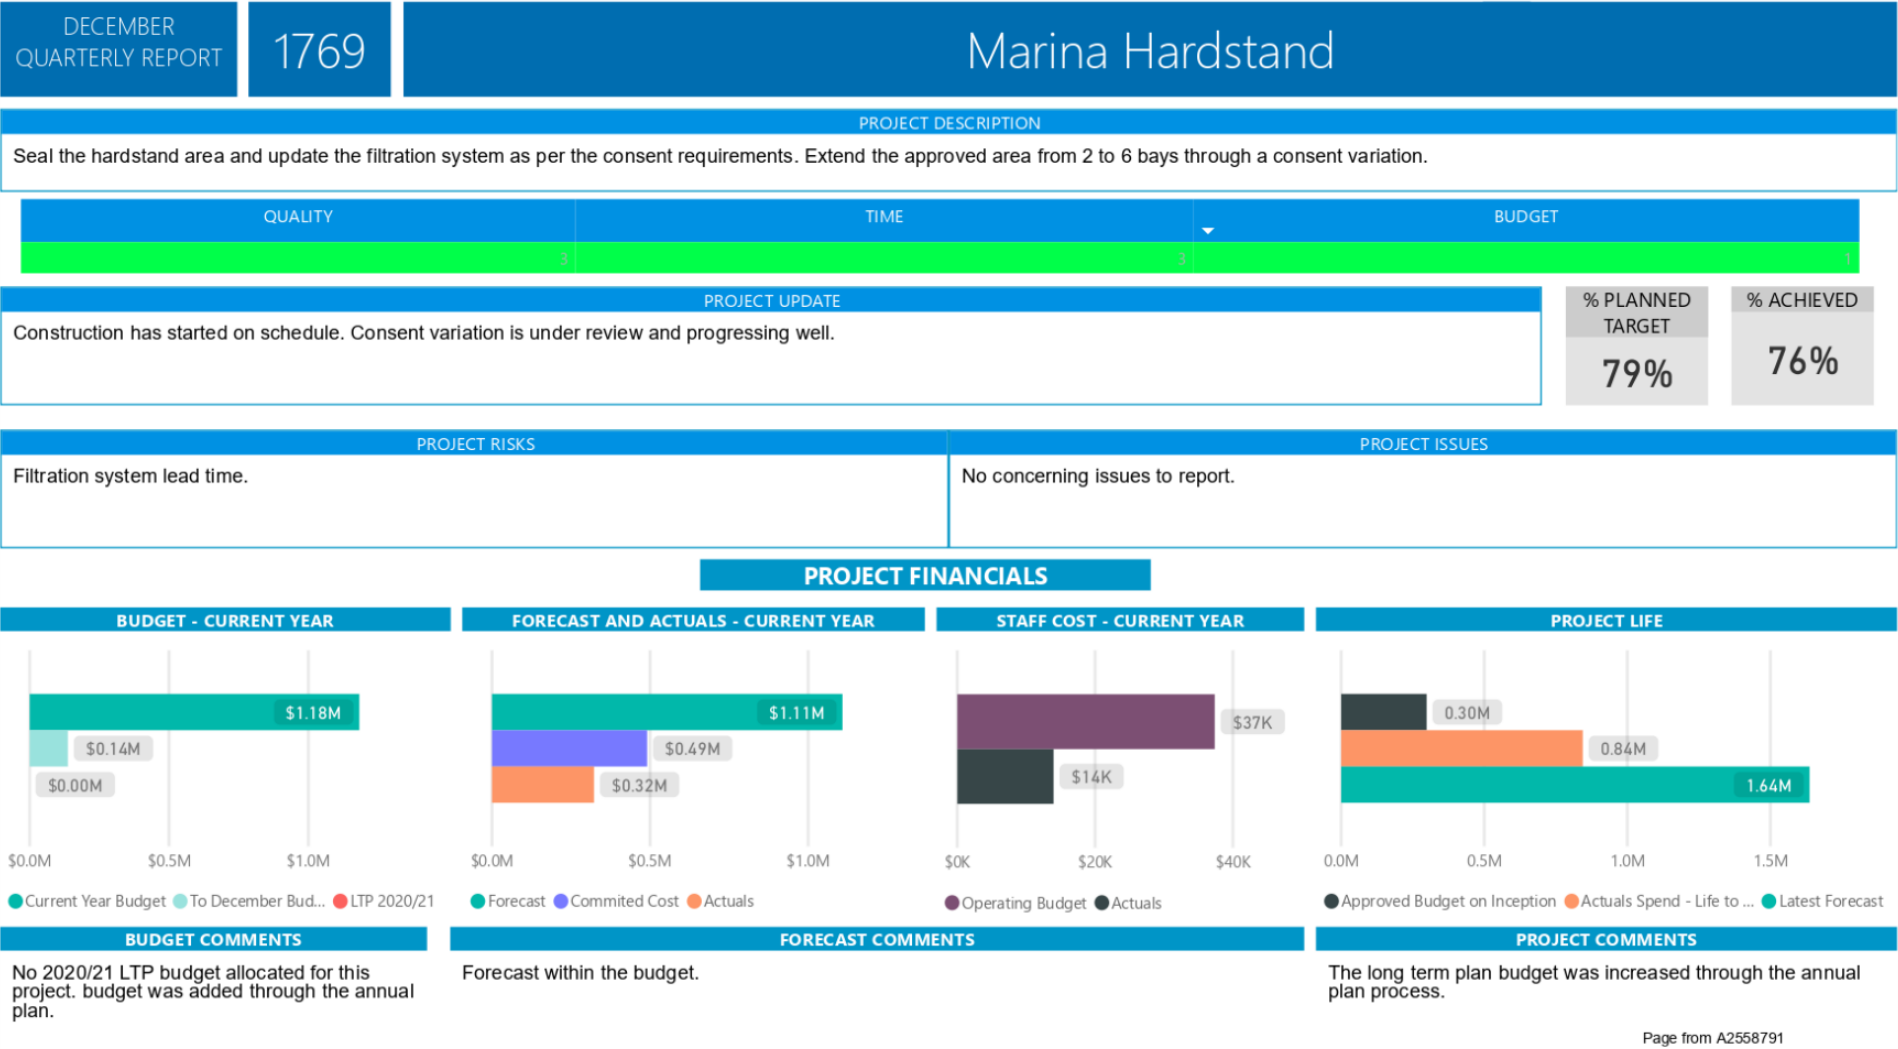 DECEMBER
QUARTERLY REPORT
1769
Marina Hardstand
PROJECT DESCRIPTION
Seal the hardstand area and update the filtration system as per the consent requirements. Extend the approved area from 2 to 6 bays through a consent variation.
QUALITY TIME BUDGET
3 3 1
PROJECT UPDATE
Construction has started on schedule. Consent variation is under review and progressing well.
% PLANNED
TARGET
79%
% ACHIEVED
76%
PROJECT RISKS
Filtration system lead time.
PROJECT ISSUES
No concerning issues to report.
PROJECT FINANCIALS
BUDGET - CURRENT YEAR
$1.18M
$0.14M
$0.00M
$0.0M $0.5M $1.0M
Current Year Budget To December Bud... LTP 2020/21
FORECAST AND ACTUALS - CURRENT YEAR
$1.11M
$0.49M
$0.32M
$0.0M $0.5M $1.0M
Forecast Commited Cost Actuals
STAFF COST - CURRENT YEAR
$37K
$14K
$0K $20K $40K
Operating Budget Actuals
PROJECT LIFE
0.30M
0.84M
1.64M
0.0M 0.5M 1.0M 1.5M
Approved Budget on Inception Actuals Spend - Life to ... Latest Forecast
BUDGET COMMENTS
No 2020/21 LTP budget allocated for this
project. budget was added through the annual
plan.
FORECAST COMMENTS
Forecast within the budget.
PROJECT COMMENTS
The long term plan budget was increased through the annual
plan process.
Page from A2558791